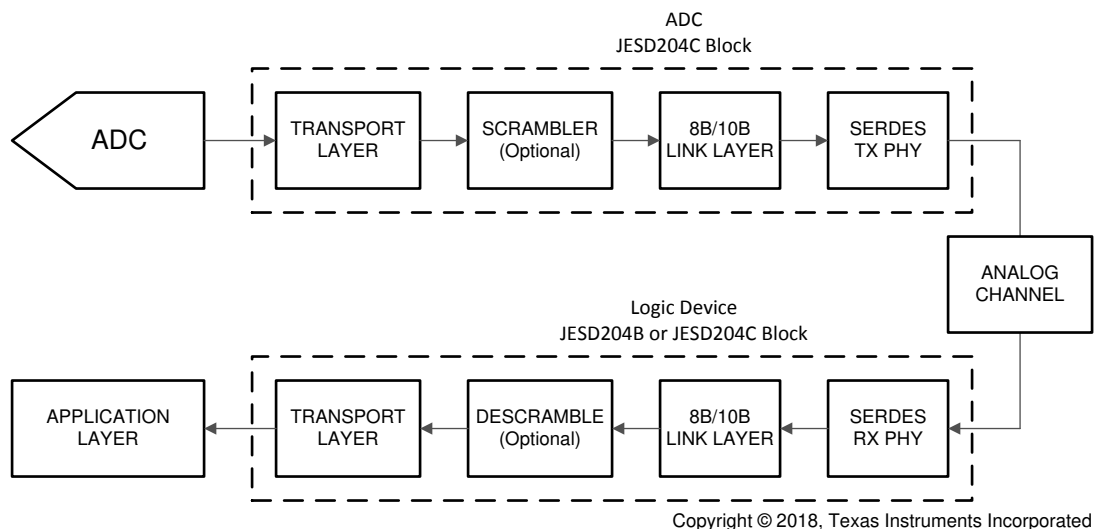 ADC
JESD204C Block
ADC
TRANSPORT
LAYER
SCRAMBLER
(Optional)
8B/10B
LINK LAYER
SERDES
TX PHY
ANALOG
CHANNEL
Logic Device
JESD204B or JESD204C Block
APPLICATION
LAYER
TRANSPORT
LAYER
DESCRAMBLE
(Optional)
8B/10B
LINK LAYER
SERDES
RX PHY
Copyright © 2018, Texas Instruments Incorporated